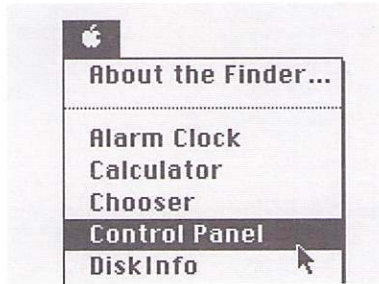 About the Finder...
Alarm Clock
Calculator
Chooser
Control Panel
DiskInfo